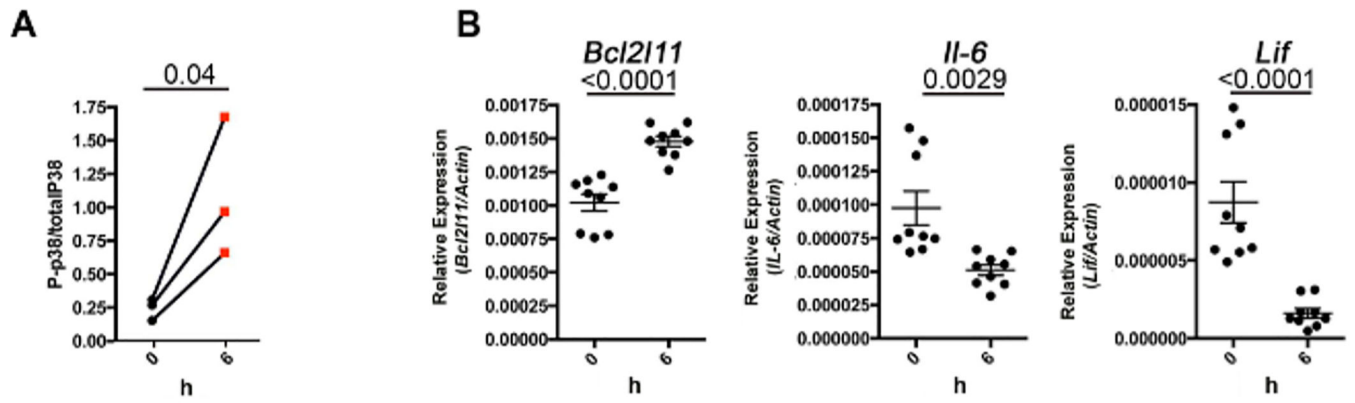 A
0.04
P-p38/totalP38
1.75
1.50
1.25
1.00
0.75
0.50
0.25
0.00
0
6
h
B
Bcl2l11
<0.0001
Relative Expression
(Bcl2l11/Actin)
0.00175
0.00150
0.00125
0.00100
0.00075
0.00050
0.00025
0.00000
0
6
h
Il-6
0.0029
Relative Expression
(IL-6/Actin)
0.000175
0.000150
0.000125
0.000100
0.000075
0.000050
0.000025
0.000000
0
6
h
Lif
<0.0001
Relative Expression
(Lif/Actin)
0.000015
0.000010
0.000005
0.000000
0
6
h